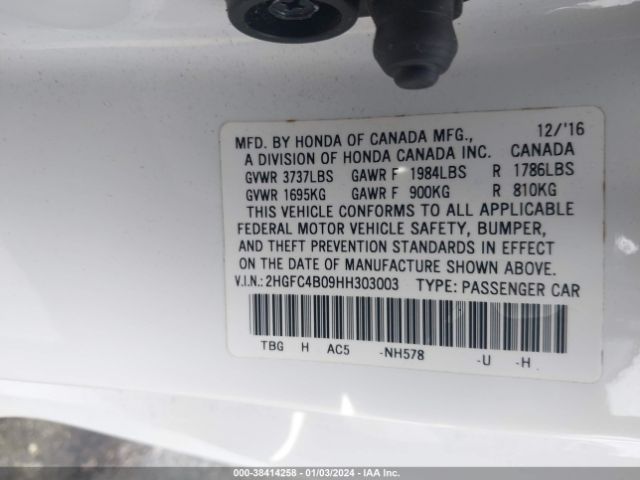 12/'16
MFD. BY HONDA OF CANADA MFG.,
A DIVISION OF HONDA CANADA INC. CANADA
GVWR 3737LBS GAWR F 1984LBS R 1786LBS
GVWR 1695KG GAWR F 900KG R 810KG
THIS VEHICLE CONFORMS TO ALL APPLICABLE
FEDERAL MOTOR VEHICLE SAFETY, BUMPER,
AND THEFT PREVENTION STANDARDS IN EFFECT
ON THE DATE OF MANUFACTURE SHOWN ABOVE.
V.I.N.: 2HGFC4B09HH303003 TYPE: PASSENGER CAR
TBG H AC5 -NH578 -U -H
000-38414258 - 01/03/2024 - IAA Inc.